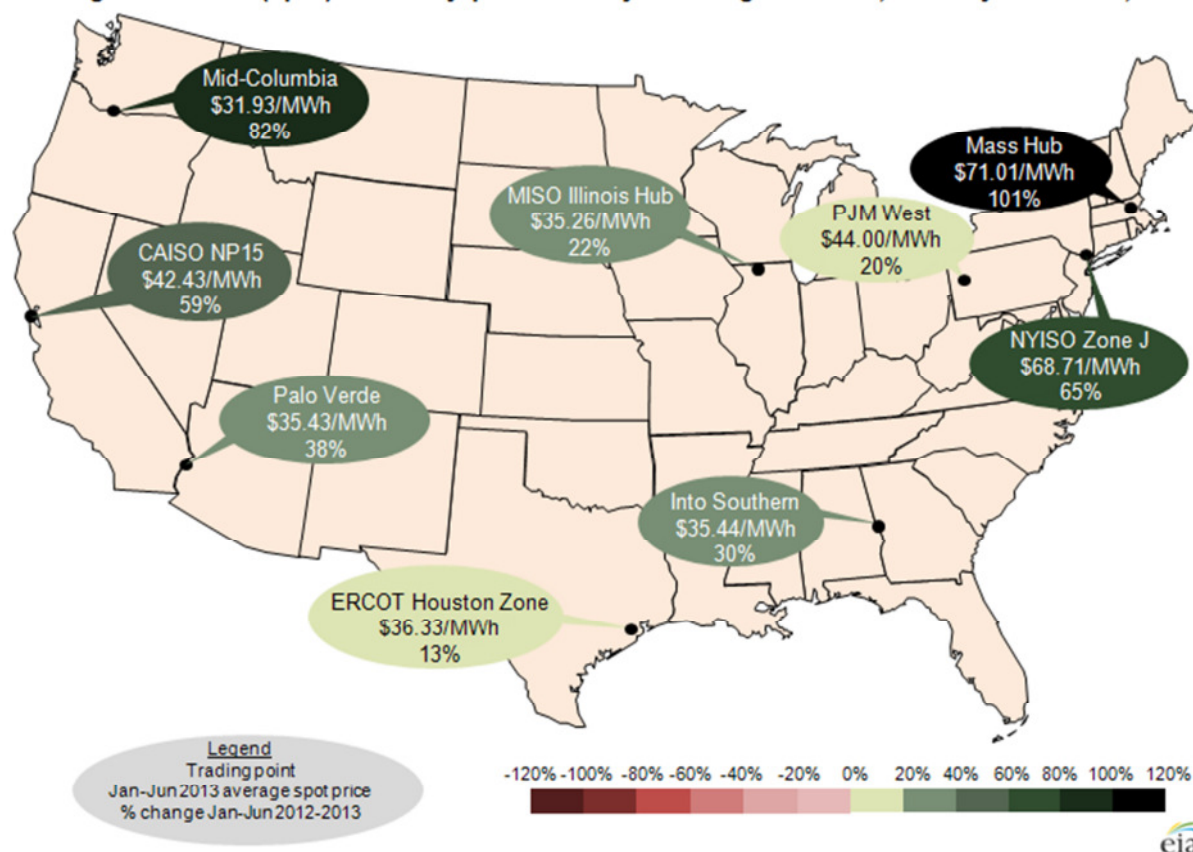 Mid-Columbia
$31.93/MWh
82%
Mass Hub
$71.01/MWh
101%
MISO Illinois Hub
$35.26/MWh
22%
PJM West
$44.00/MWh
20%
CAISO NP15
$42.43/MWh
59%
NYISO Zone J
$68.71/MWh
65%
Palo Verde
$35.43/MWh
38%
Into Southern
$35.44/MWh
30%
ERCOT Houston Zone
$36.33/MWh
13%
Legend
Trading point
Jan-Jun 2013 average spot price
% change Jan-Jun 2012-2013
-120% -100% -80% -60% -40% -20% 0% 20% 40% 60% 80% 100% 120%
eia